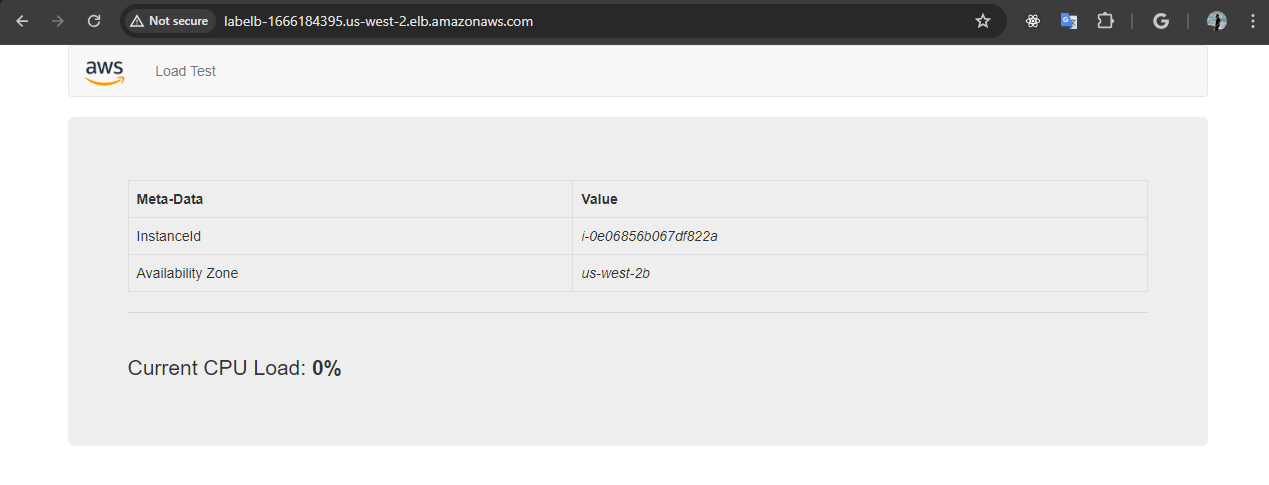 Not secure labelb-1666184395.us-west-2.elb.amazonaws.com
aws Load Test
Meta-Data Value
InstanceId i-0e06856b067df822a
Availability Zone us-west-2b
Current CPU Load: 0%